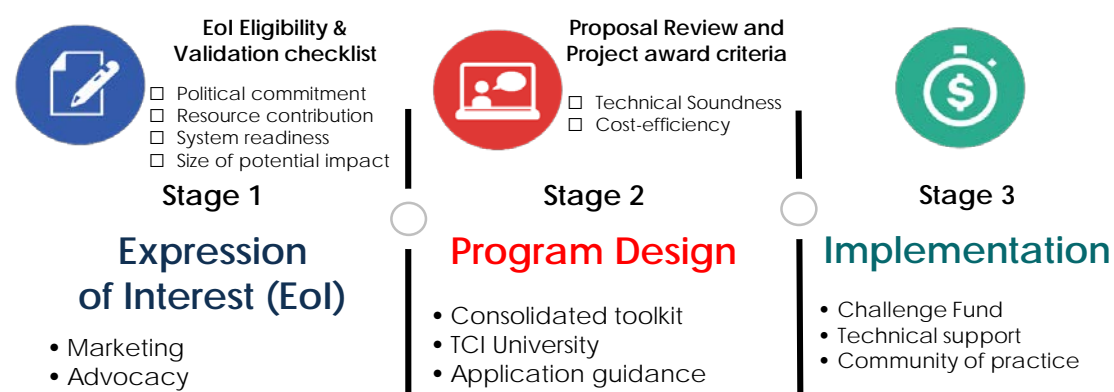 EoI Eligibility &
Validation checklist
☐ Political commitment
☐ Resource contribution
☐ System readiness
☐ Size of potential impact
Stage 1
Expression
of Interest (EoI)
• Marketing
• Advocacy
Proposal Review and
Project award criteria
☐ Technical Soundness
☐ Cost-efficiency
Stage 2
Program Design
• Consolidated toolkit
• TCI University
• Application guidance
$
Stage 3
Implementation
• Challenge Fund
• Technical support
• Community of practice